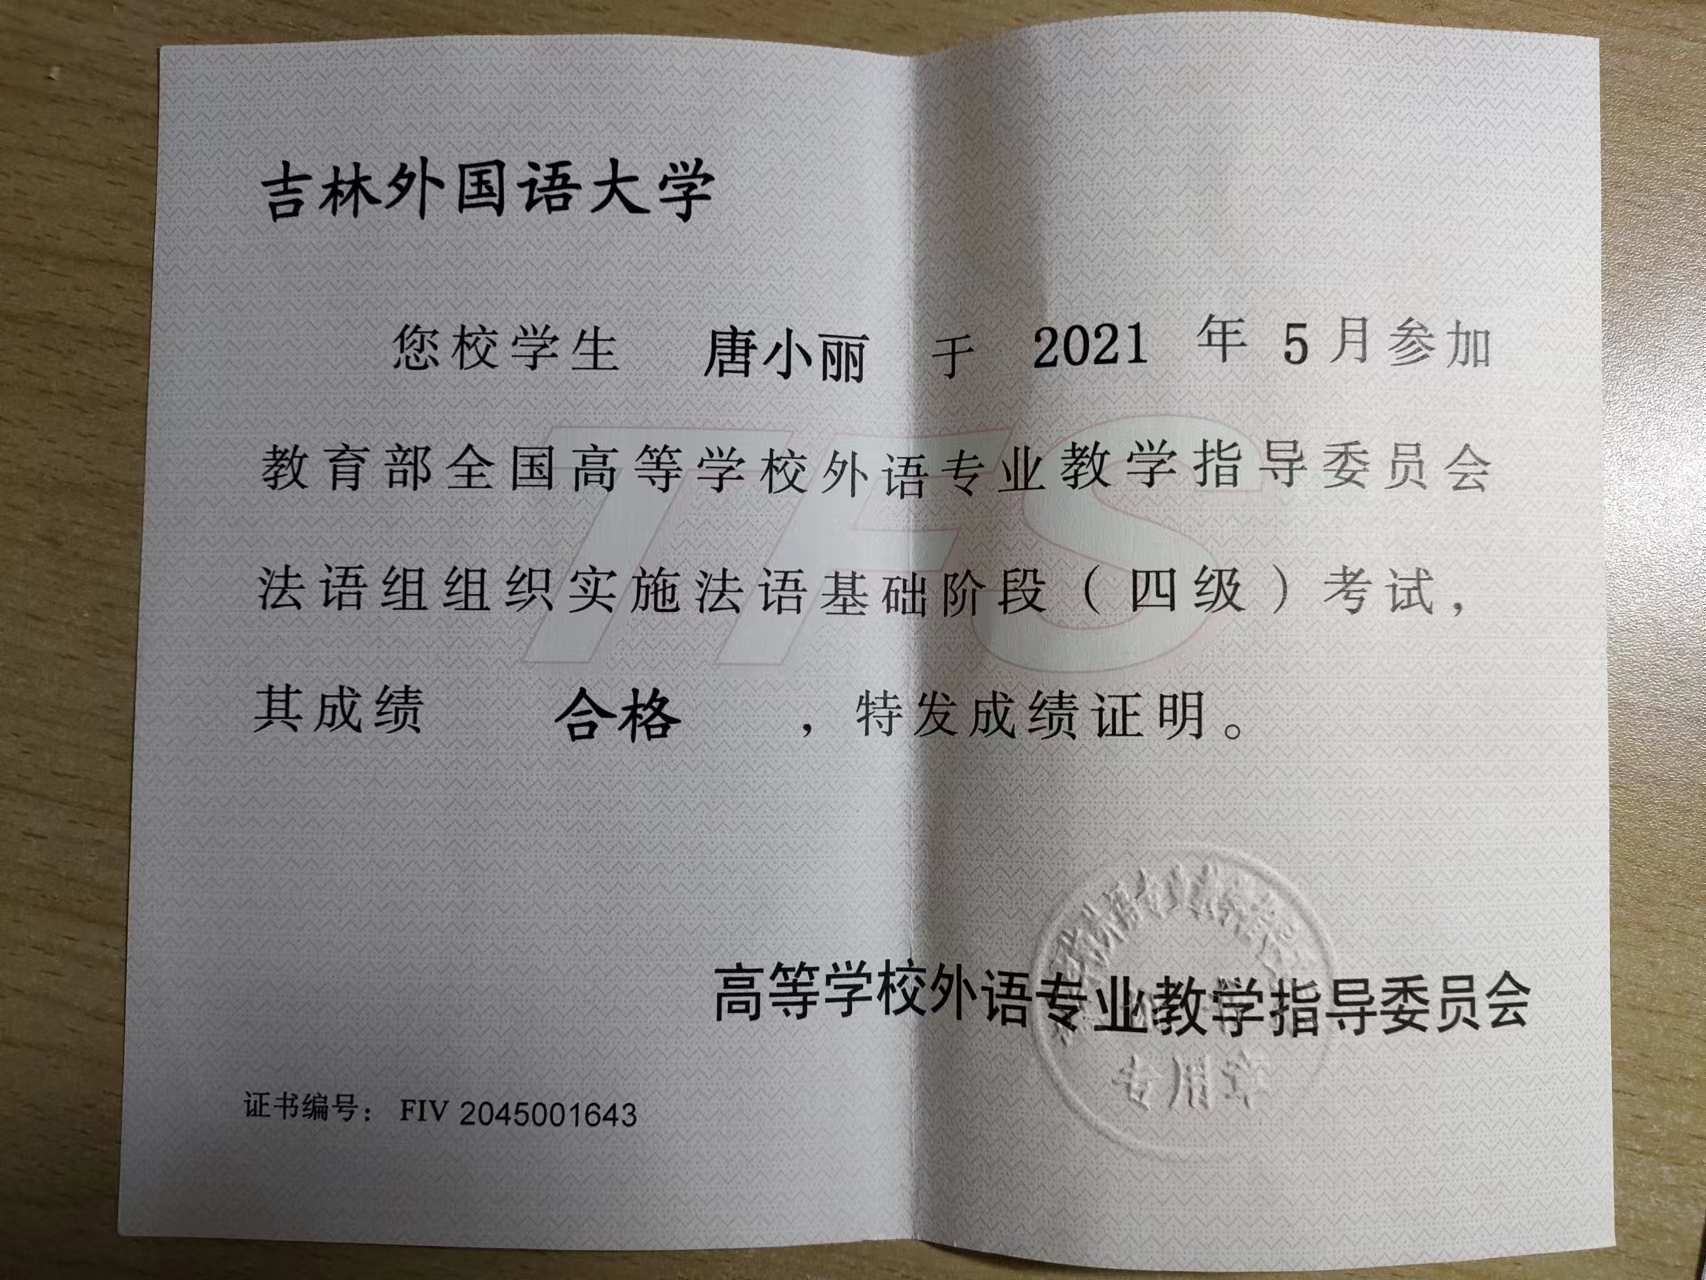 吉林外国语大学
您校学生 唐小丽 于 2021 年 5 月参加
教育部全国高等学校外语专业教学指导委员会
法语组组织实施法语基础阶段（四级）考试，
其成绩 合格 ，特发成绩证明。
TFS
高等学校外语专业教学指导委员会
专用章
证书编号： FIV 2045001643